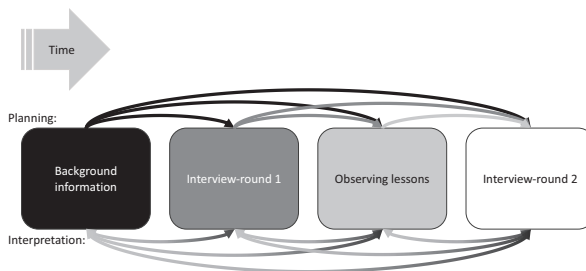 Time
Planning:
Background
information
Interview-round 1
Observing lessons
Interview-round 2
Interpretation: